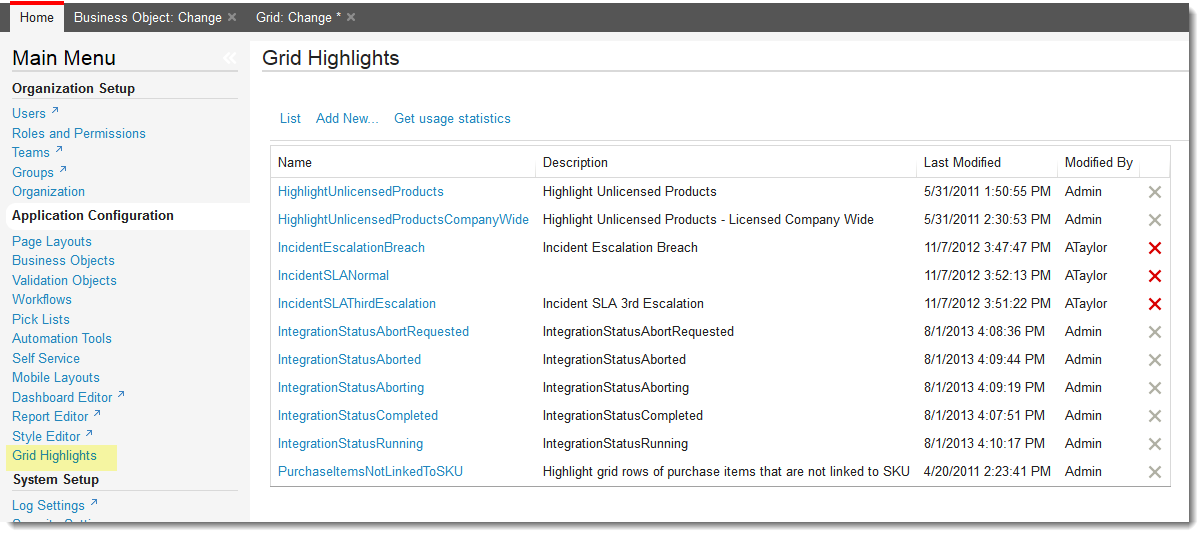 Home Business Object: Change × Grid: Change * ×
Main Menu «
Organization Setup
Users ↗
Roles and Permissions
Teams ↗
Groups ↗
Organization
Application Configuration
Page Layouts
Business Objects
Validation Objects
Workflows
Pick Lists
Automation Tools
Self Service
Mobile Layouts
Dashboard Editor ↗
Report Editor ↗
Style Editor ↗
Grid Highlights
System Setup
Log Settings ↗
Grid Highlights
List Add New... Get usage statistics
Name Description Last Modified Modified By
HighlightUnlicensedProducts Highlight Unlicensed Products 5/31/2011 1:50:55 PM Admin ×
HighlightUnlicensedProductsCompanyWide Highlight Unlicensed Products - Licensed Company Wide 5/31/2011 2:30:53 PM Admin ×
IncidentEscalationBreach Incident Escalation Breach 11/7/2012 3:47:47 PM ATaylor ×
IncidentSLANormal 11/7/2012 3:52:13 PM ATaylor ×
IncidentSLAThirdEscalation Incident SLA 3rd Escalation 11/7/2012 3:51:22 PM ATaylor ×
IntegrationStatusAbortRequested IntegrationStatusAbortRequested 8/1/2013 4:08:36 PM Admin ×
IntegrationStatusAborted IntegrationStatusAborted 8/1/2013 4:09:44 PM Admin ×
IntegrationStatusAborting IntegrationStatusAborting 8/1/2013 4:09:19 PM Admin ×
IntegrationStatusCompleted IntegrationStatusCompleted 8/1/2013 4:07:51 PM Admin ×
IntegrationStatusRunning IntegrationStatusRunning 8/1/2013 4:10:17 PM Admin ×
PurchaseItemsNotLinkedToSKU Highlight grid rows of purchase items that are not linked to SKU 4/20/2011 2:23:41 PM Admin ×